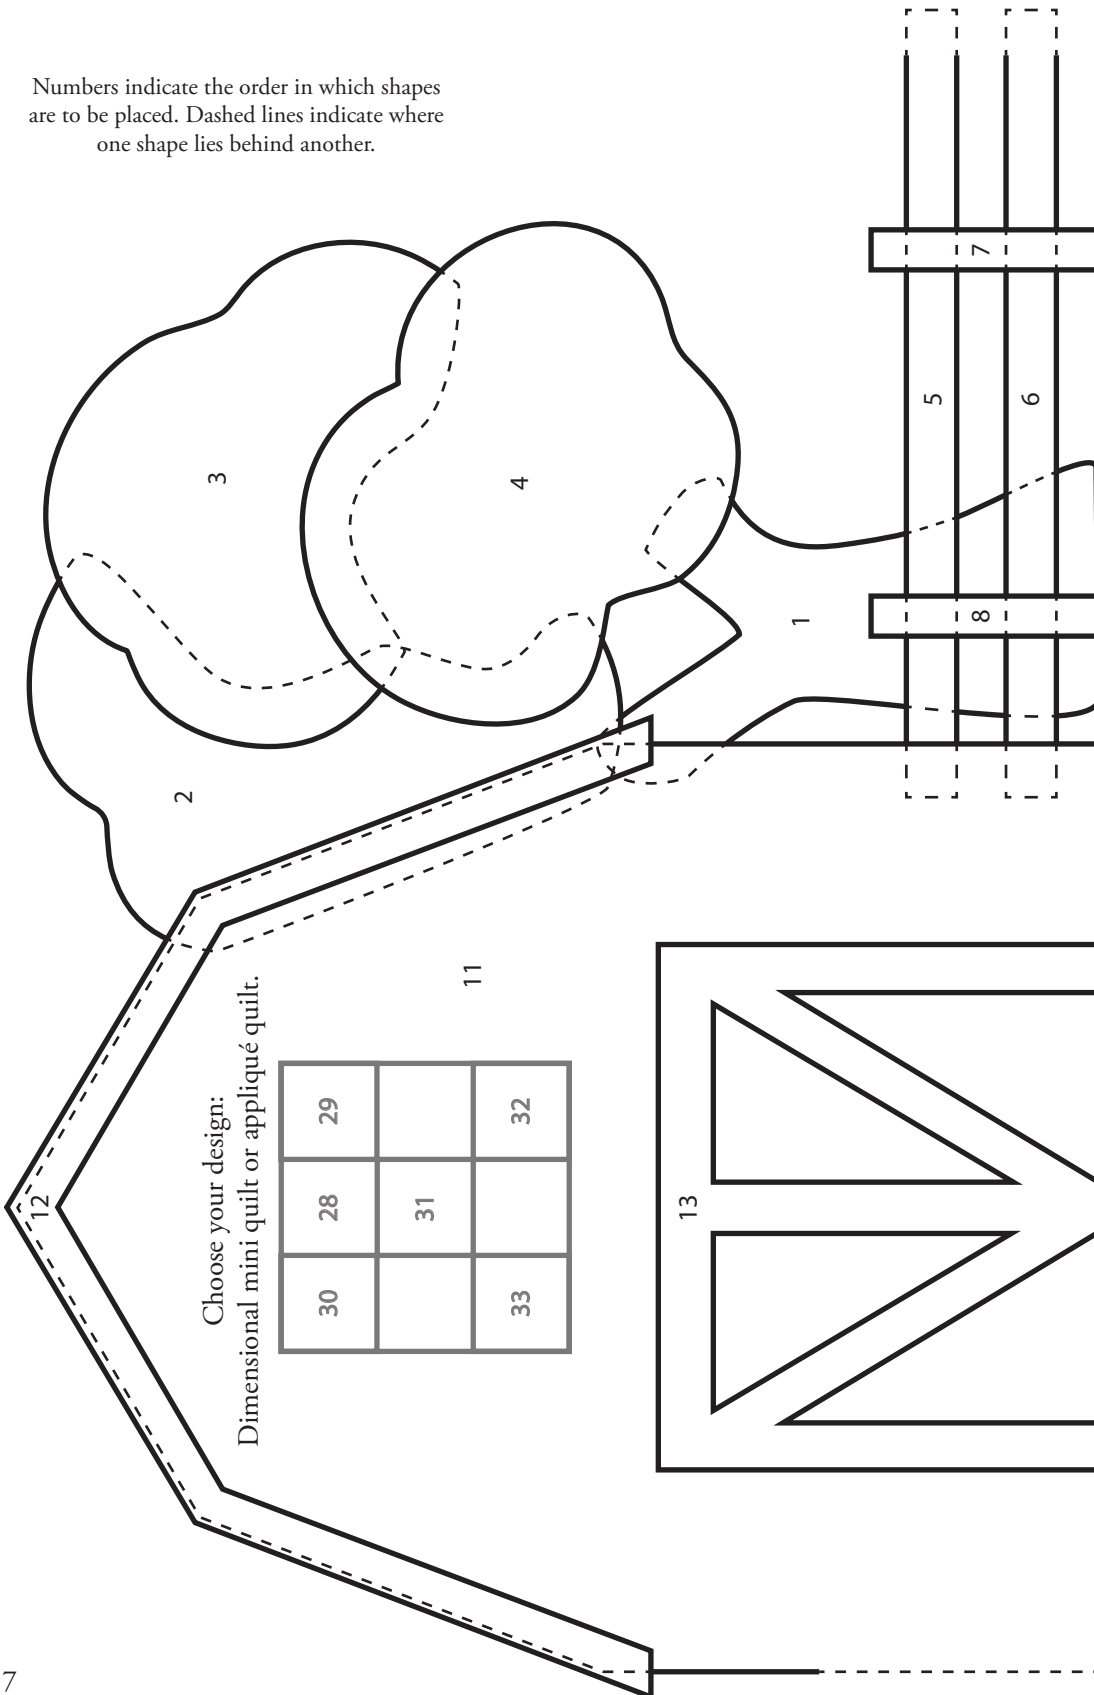 Numbers indicate the order in which shapes
are to be placed. Dashed lines indicate where
one shape lies behind another.
7
5
6
3
4
8
1
2
11
Choose your design:
Dimensional mini quilt or appliqué quilt.
30 28 29
31
33 32
12
13
7